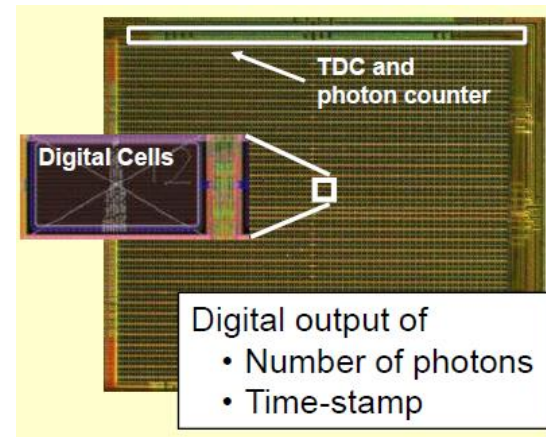 TDC and
photon counter
Digital Cells
Digital output of
• Number of photons
• Time-stamp